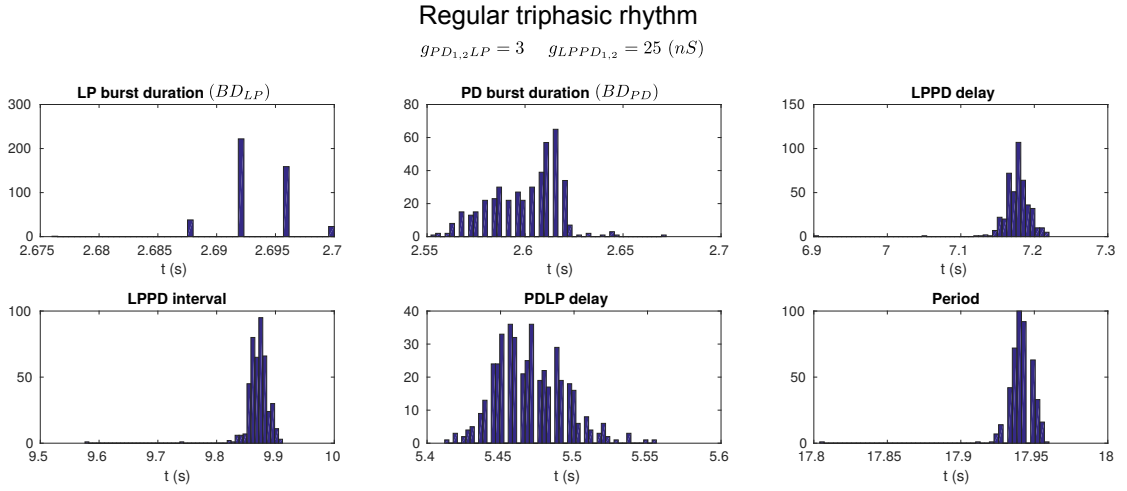 Regular triphasic rhythm
g_{PD_{1,2}LP} = 3 g_{LPPD_{1,2}} = 25 (nS)
LP burst duration (BD_{LP})
300
200
100
0
2.675 2.68 2.685 2.69 2.695 2.7
t (s)
PD burst duration (BD_{PD})
80
60
40
20
0
2.55 2.6 2.65 2.7
t (s)
LPPD delay
150
100
50
0
6.9 7 7.1 7.2 7.3
t (s)
LPPD interval
100
50
0
9.5 9.6 9.7 9.8 9.9 10
t (s)
PDLP delay
40
30
20
10
0
5.4 5.45 5.5 5.55 5.6
t (s)
Period
100
50
0
17.8 17.85 17.9 17.95 18
t (s)